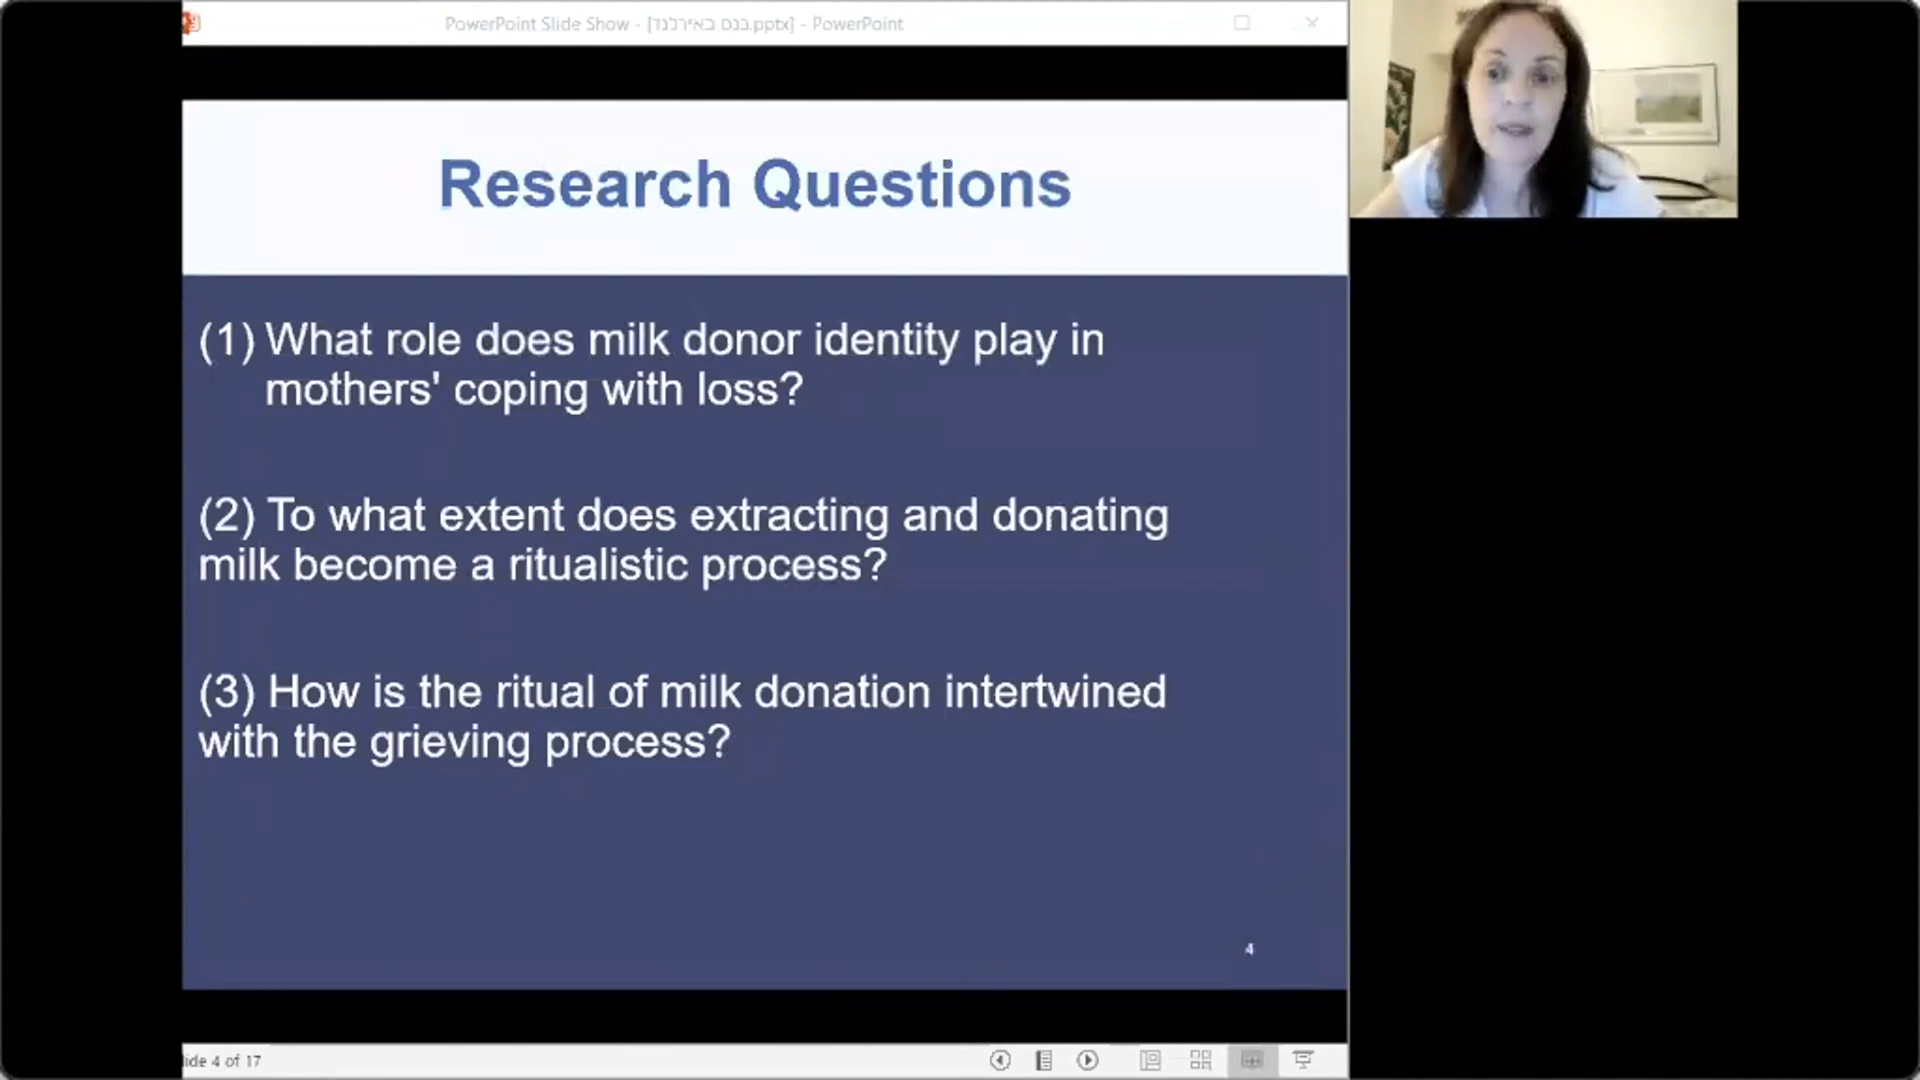 PowerPoint Slide Show - [כנס באירלנד.pptx] - PowerPoint
Research Questions
(1) What role does milk donor identity play in
mothers' coping with loss?
(2) To what extent does extracting and donating
milk become a ritualistic process?
(3) How is the ritual of milk donation intertwined
with the grieving process?
4
lide 4 of 17